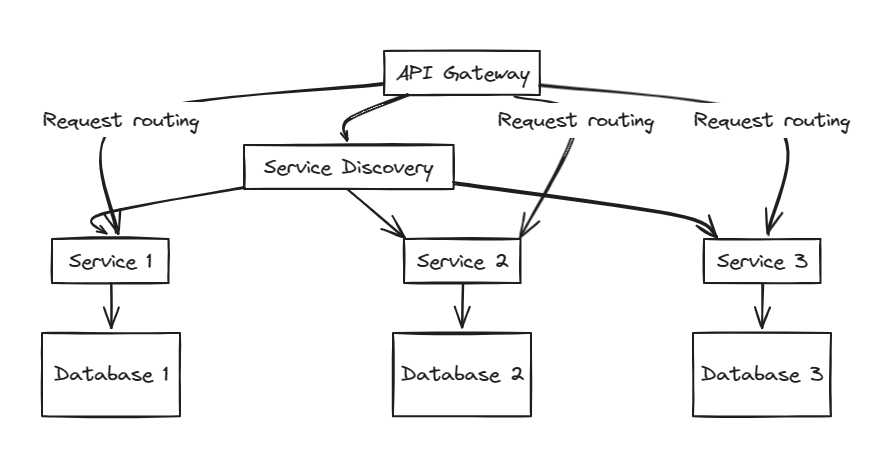 API Gateway
Request routing
Request routing
Request routing
Service Discovery
Service 1
Service 2
Service 3
Database 1
Database 2
Database 3